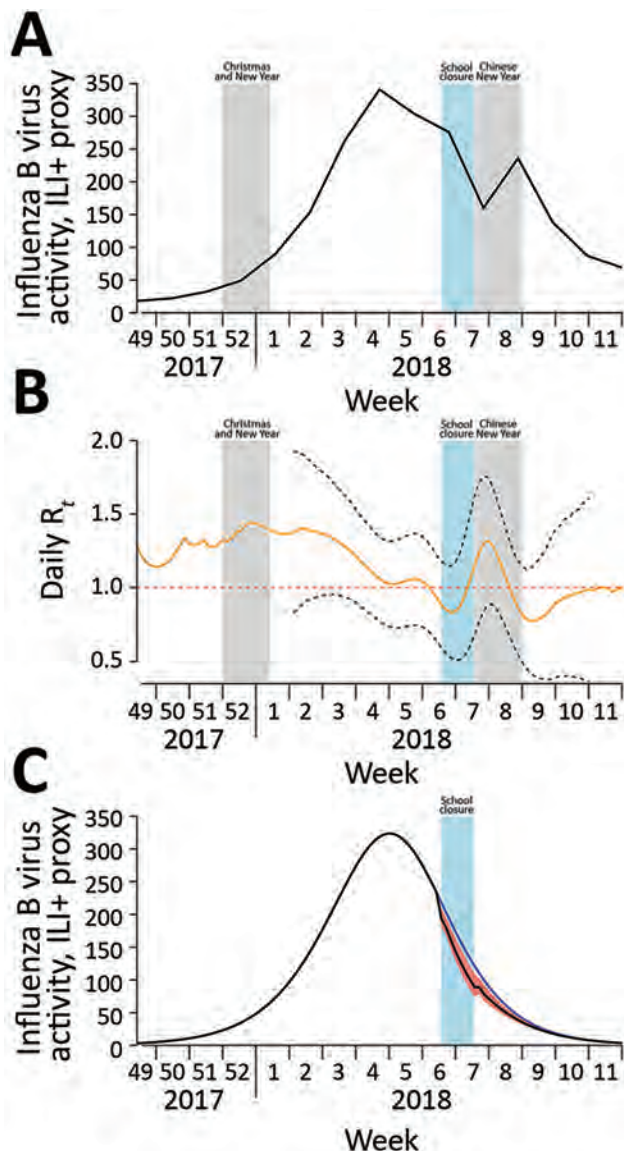 A
Christmas
and New Year
School
closure
Chinese
New Year
Influenza B virus
activity, ILI+ proxy
350
300
250
200
150
100
50
0
49 50 51 52 1 2 3 4 5 6 7 8 9 10 11
2017 2018
Week
B
Christmas
and New Year
School
closure
Chinese
New Year
Daily Rt
2.0
1.5
1.0
0.5
49 50 51 52 1 2 3 4 5 6 7 8 9 10 11
2017 2018
Week
C
School
closure
Influenza B virus
activity, ILI+ proxy
350
300
250
200
150
100
50
0
49 50 51 52 1 2 3 4 5 6 7 8 9 10 11
2017 2018
Week